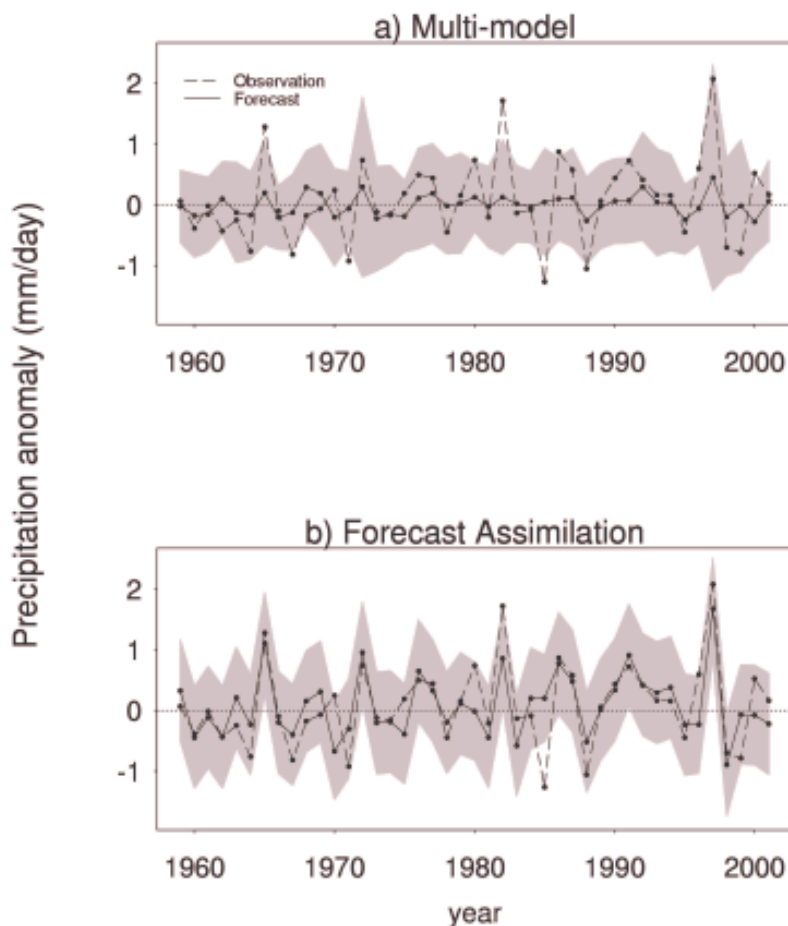 a) Multi-model
Observation
Forecast
2
1
0
-1
1960 1970 1980 1990 2000
Precipitation anomaly (mm/day)
b) Forecast Assimilation
2
1
0
-1
1960 1970 1980 1990 2000
year